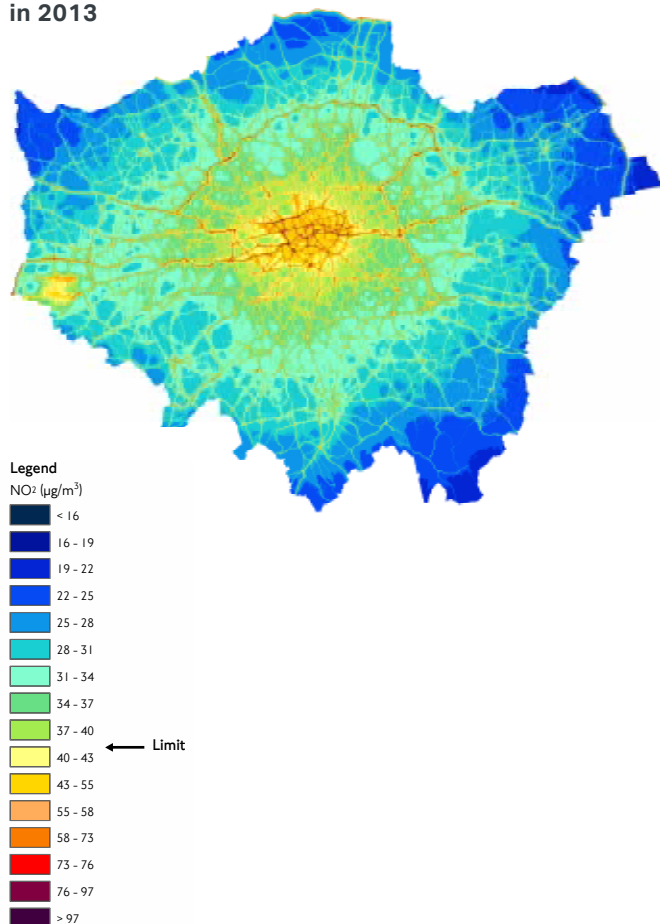 in 2013
Legend
NO² (µg/m³)
< 16
16 - 19
19 - 22
22 - 25
25 - 28
28 - 31
31 - 34
34 - 37
37 - 40
Limit
40 - 43
43 - 55
55 - 58
58 - 73
73 - 76
76 - 97
> 97